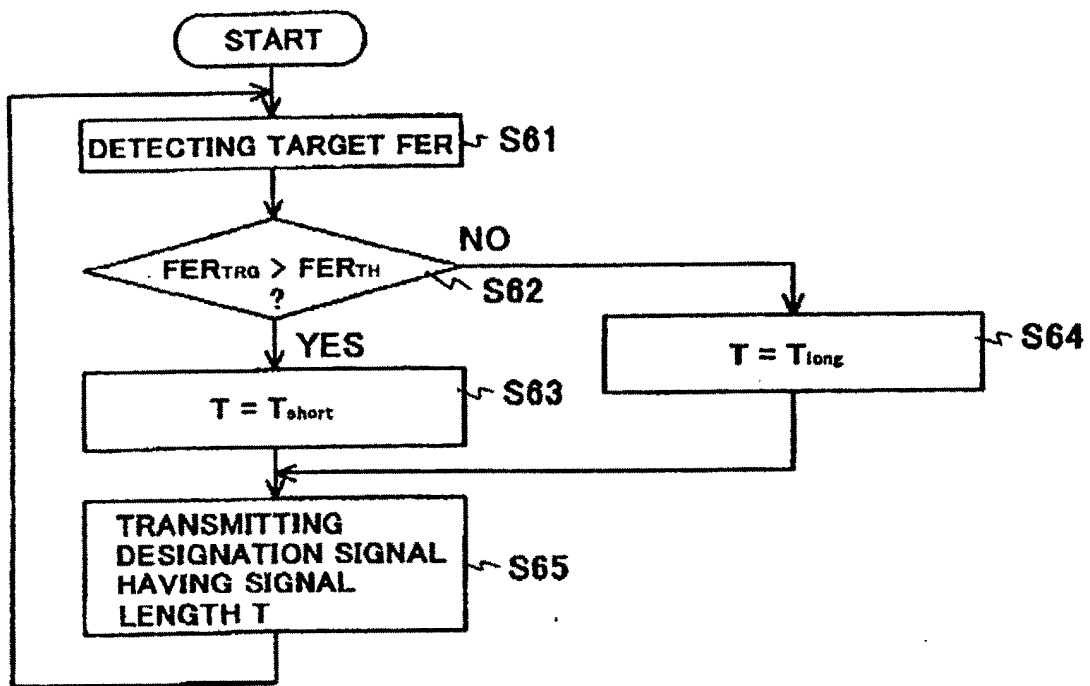 START
DETECTING TARGET FER
S61
FERTRG > FERTH
?
S62
NO
YES
T = Tshort
S63
T = Tlong
S64
TRANSMITTING
DESIGNATION SIGNAL
HAVING SIGNAL
LENGTH T
S65